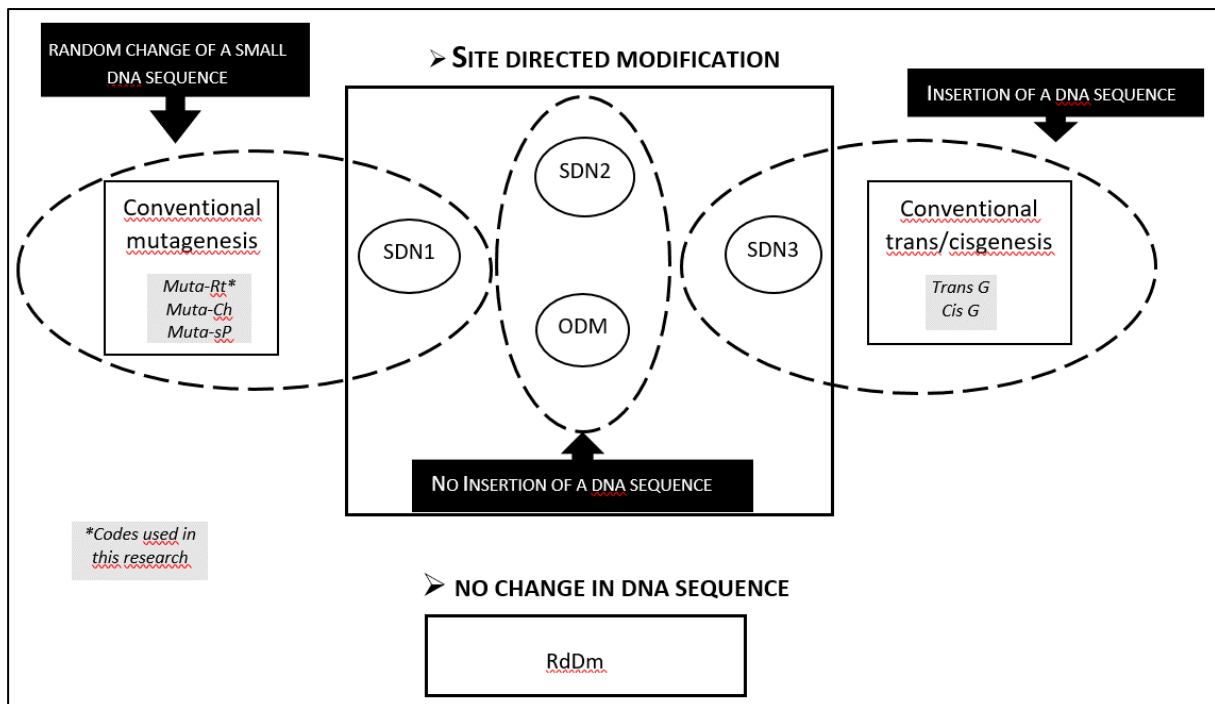 RANDOM CHANGE OF A SMALL
DNA SEQUENCE
➢ SITE DIRECTED MODIFICATION
INSERTION OF A DNA SEQUENCE
Conventional
mutagenesis
Muta-Rt*
Muta-Ch
Muta-sP
SDN1
SDN2
ODM
SDN3
Conventional
trans/cisgenesis
Trans G
Cis G
NO INSERTION OF A DNA SEQUENCE
*Codes used in
this research
➢ NO CHANGE IN DNA SEQUENCE
RdDm